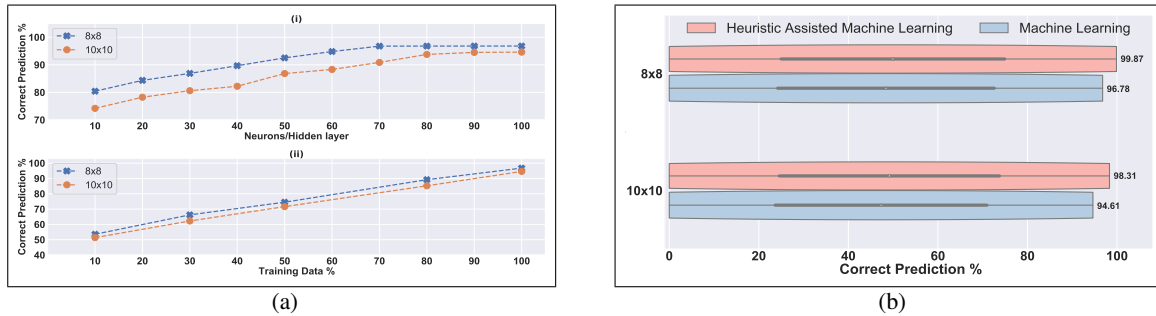 (i)
8x8
10x10
Correct Prediction %
100
90
80
70
10 20 30 40 50 60 70 80 90 100
Neurons/Hidden layer
(ii)
8x8
10x10
Correct Prediction %
100
90
80
70
60
50
40
10 20 30 40 50 60 70 80 90 100
Training Data %
(a)
Heuristic Assisted Machine Learning Machine Learning
8x8
99.87
96.78
10x10
98.31
94.61
0 20 40 60 80 100
Correct Prediction %
(b)